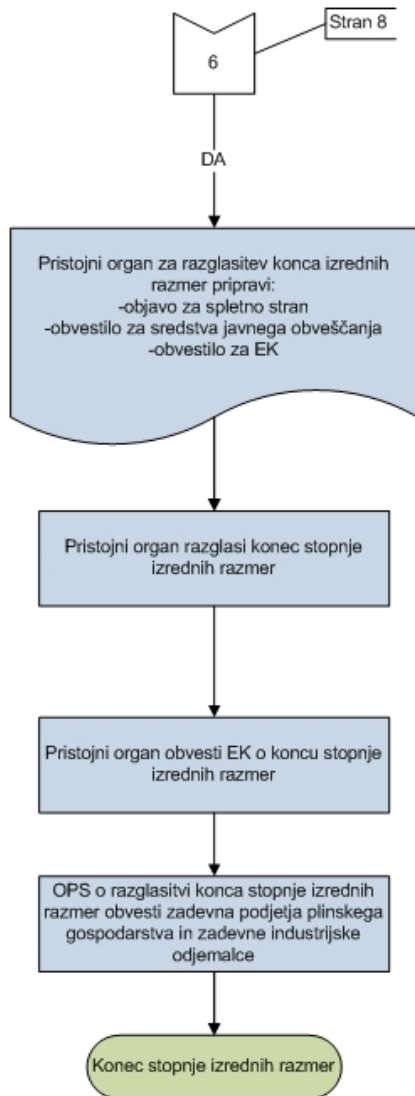 Stran 8
6
DA
Pristojni organ za razglasitev konca izrednih
razmer pripravi:
-objavo za spletno stran
-obvestilo za sredstva javnega obveščanja
-obvestilo za EK
Pristojni organ razglasi konec stopnje
izrednih razmer
Pristojni organ obvesti EK o koncu stopnje
izrednih razmer
OPS o razglasitvi konca stopnje izrednih
razmer obvesti zadevna podjetja plinskega
gospodarstva in zadevne industrijske
odjemalce
Konec stopnje izrednih razmer